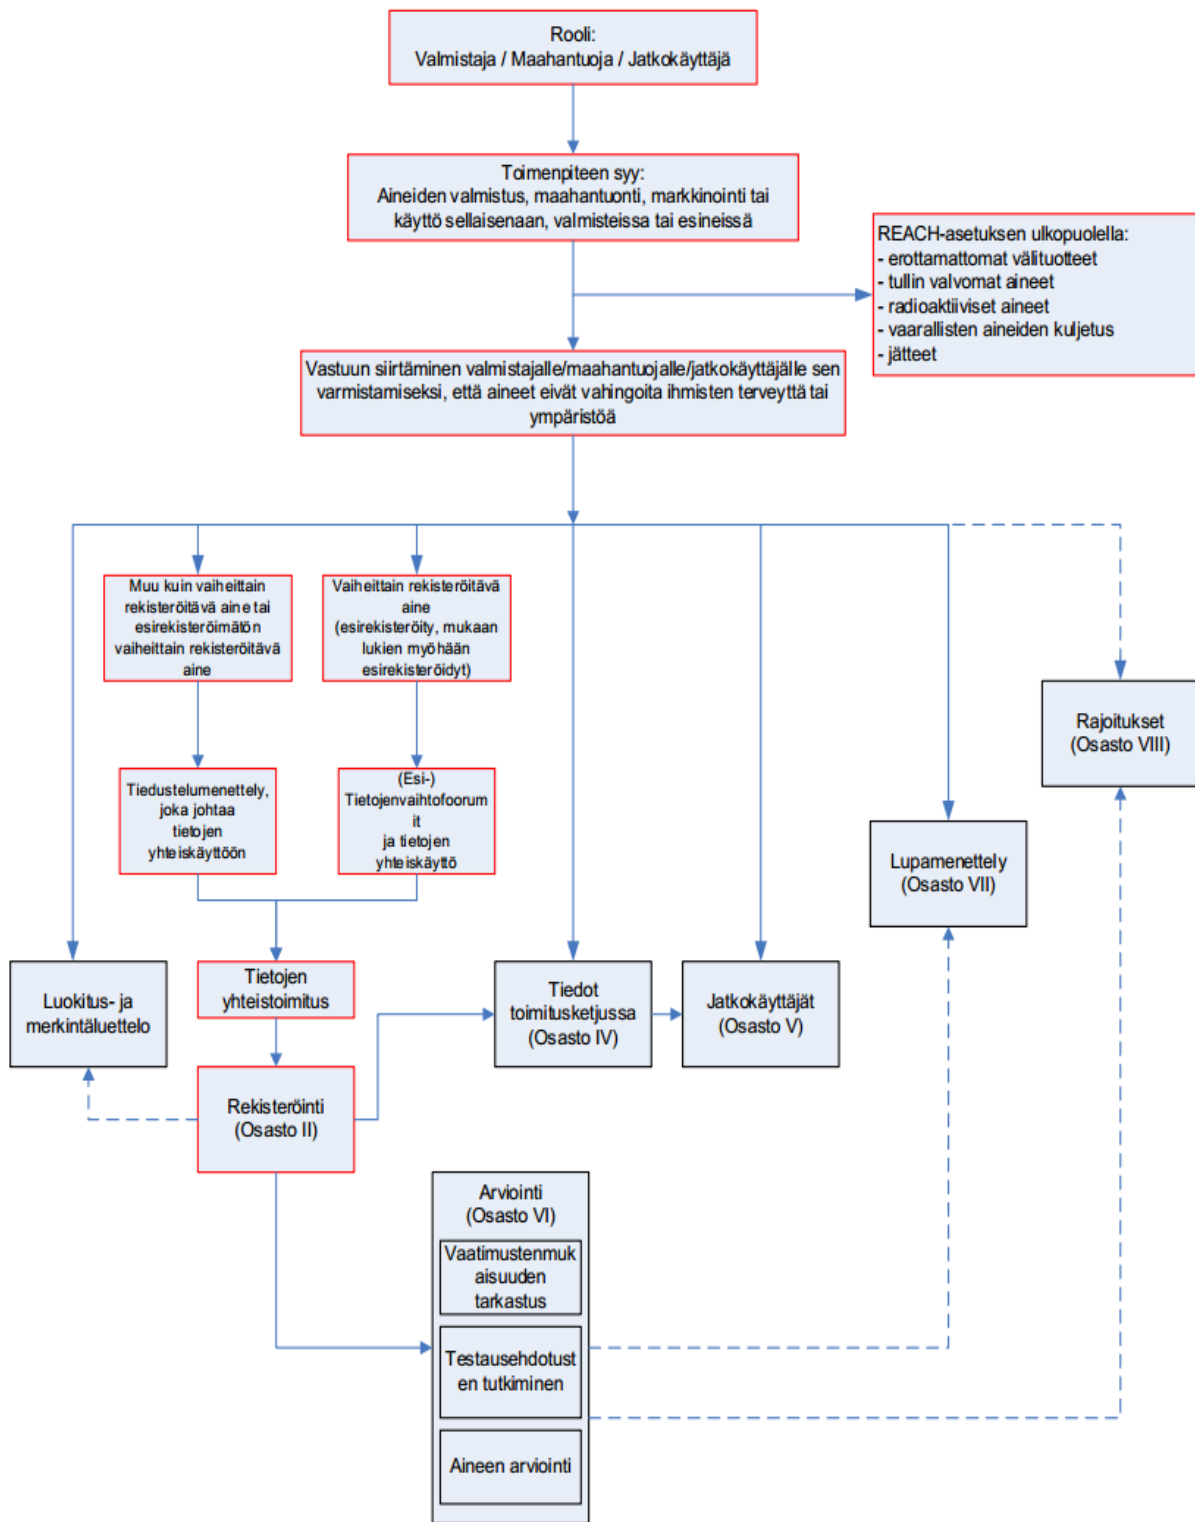 Rooli:
Valmistaja / Maahantuoja / Jatkokäyttäjä
Toimenpiteen syy:
Aineiden valmistus, maahantuonti, markkinointi tai
käyttö sellaisenaan, valmisteissa tai esineissä
REACH-asetuksen ulkopuolella:
- erottamattomat välituotteet
- tullin valvomat aineet
- radioaktiiviset aineet
- vaarallisten aineiden kuljetus
- jätteet
Vastuun siirtäminen valmistajalle/maahantuojalle/jatkokäyttäjälle sen
varmistamiseksi, että aineet eivät vahingoita ihmisten terveyttä tai
ympäristöä
Muu kuin vaiheittain
rekisteröitävä aine tai
esirekisteröimätön
vaiheittain rekisteröitävä
aine
Vaiheittain rekisteröitävä
aine
(esirekisteröity, mukaan
lukien myöhään
esirekisteröidyt)
Rajoitukset
(Osasto VIII)
Tiedustelumenettely,
joka johtaa
tietojen
yhteiskäyttöön
(Esi-)
Tietojenvaihtofoorum
it
ja tietojen
yhteiskäyttö
Lupamenettely
(Osasto VII)
Luokitus- ja
merkintäluettelo
Tietojen
yhteistoimitus
Tiedot
toimitusketjussa
(Osasto IV)
Jatkokäyttäjät
(Osasto V)
Rekisteröinti
(Osasto II)
Arviointi
(Osasto VI)
Vaatimustenmuk
aisuuden
tarkastus
Testausehdotust
en tutkiminen
Aineen arviointi